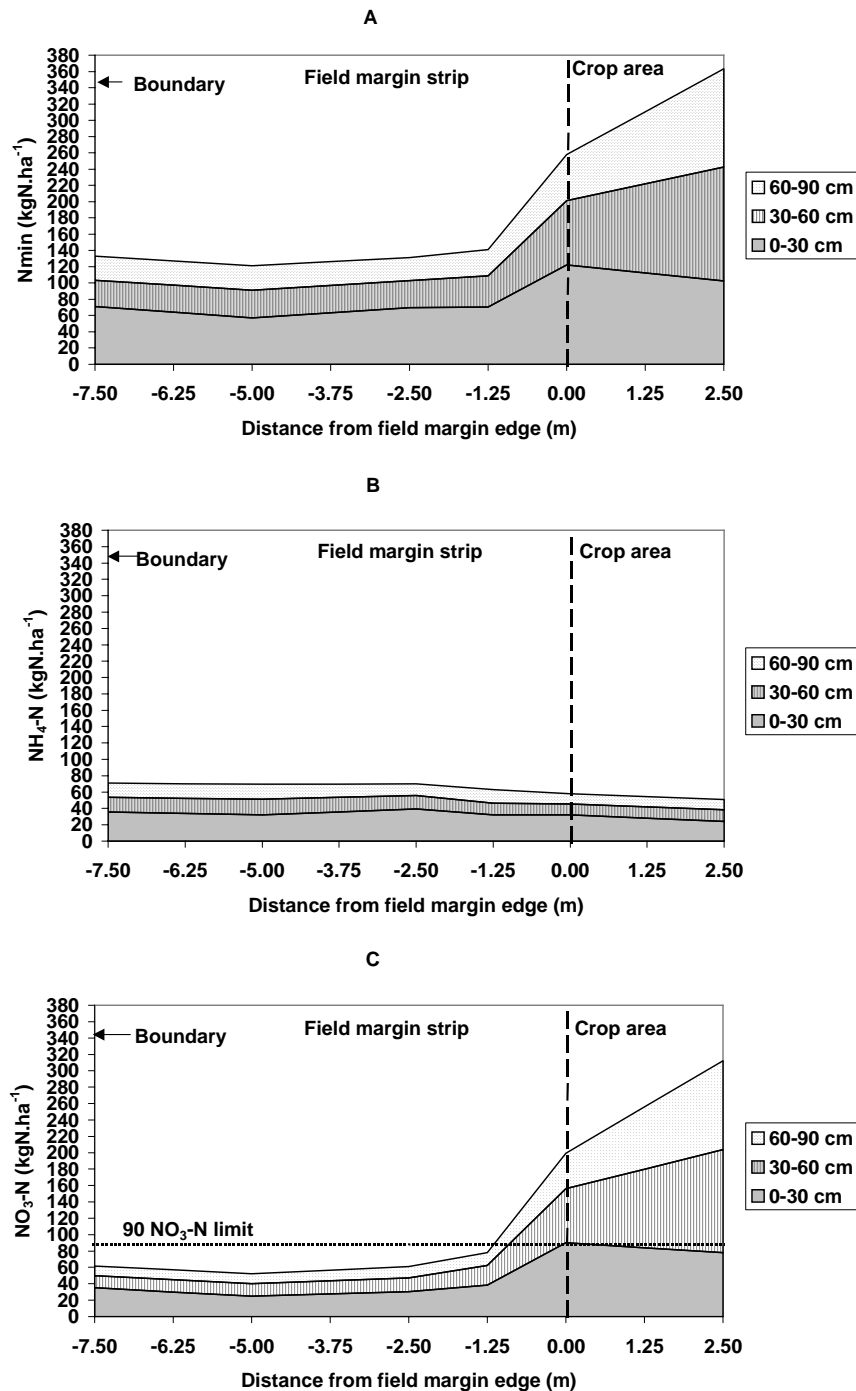 A
Nmin (kgN.ha-1)
380
360
340
320
300
280
260
240
220
200
180
160
140
120
100
80
60
40
20
0
Boundary
Field margin strip
Crop area
60-90 cm
30-60 cm
0-30 cm
-7.50 -6.25 -5.00 -3.75 -2.50 -1.25 0.00 1.25 2.50
Distance from field margin edge (m)
B
NH4-N (kgN.ha-1)
380
360
340
320
300
280
260
240
220
200
180
160
140
120
100
80
60
40
20
0
Boundary
Field margin strip
Crop area
60-90 cm
30-60 cm
0-30 cm
-7.50 -6.25 -5.00 -3.75 -2.50 -1.25 0.00 1.25 2.50
Distance from field margin edge (m)
C
NO3-N (kgN.ha-1)
380
360
340
320
300
280
260
240
220
200
180
160
140
120
100
80
60
40
20
0
Boundary
Field margin strip
Crop area
90 NO3-N limit
60-90 cm
30-60 cm
0-30 cm
-7.50 -6.25 -5.00 -3.75 -2.50 -1.25 0.00 1.25 2.50
Distance from field margin edge (m)